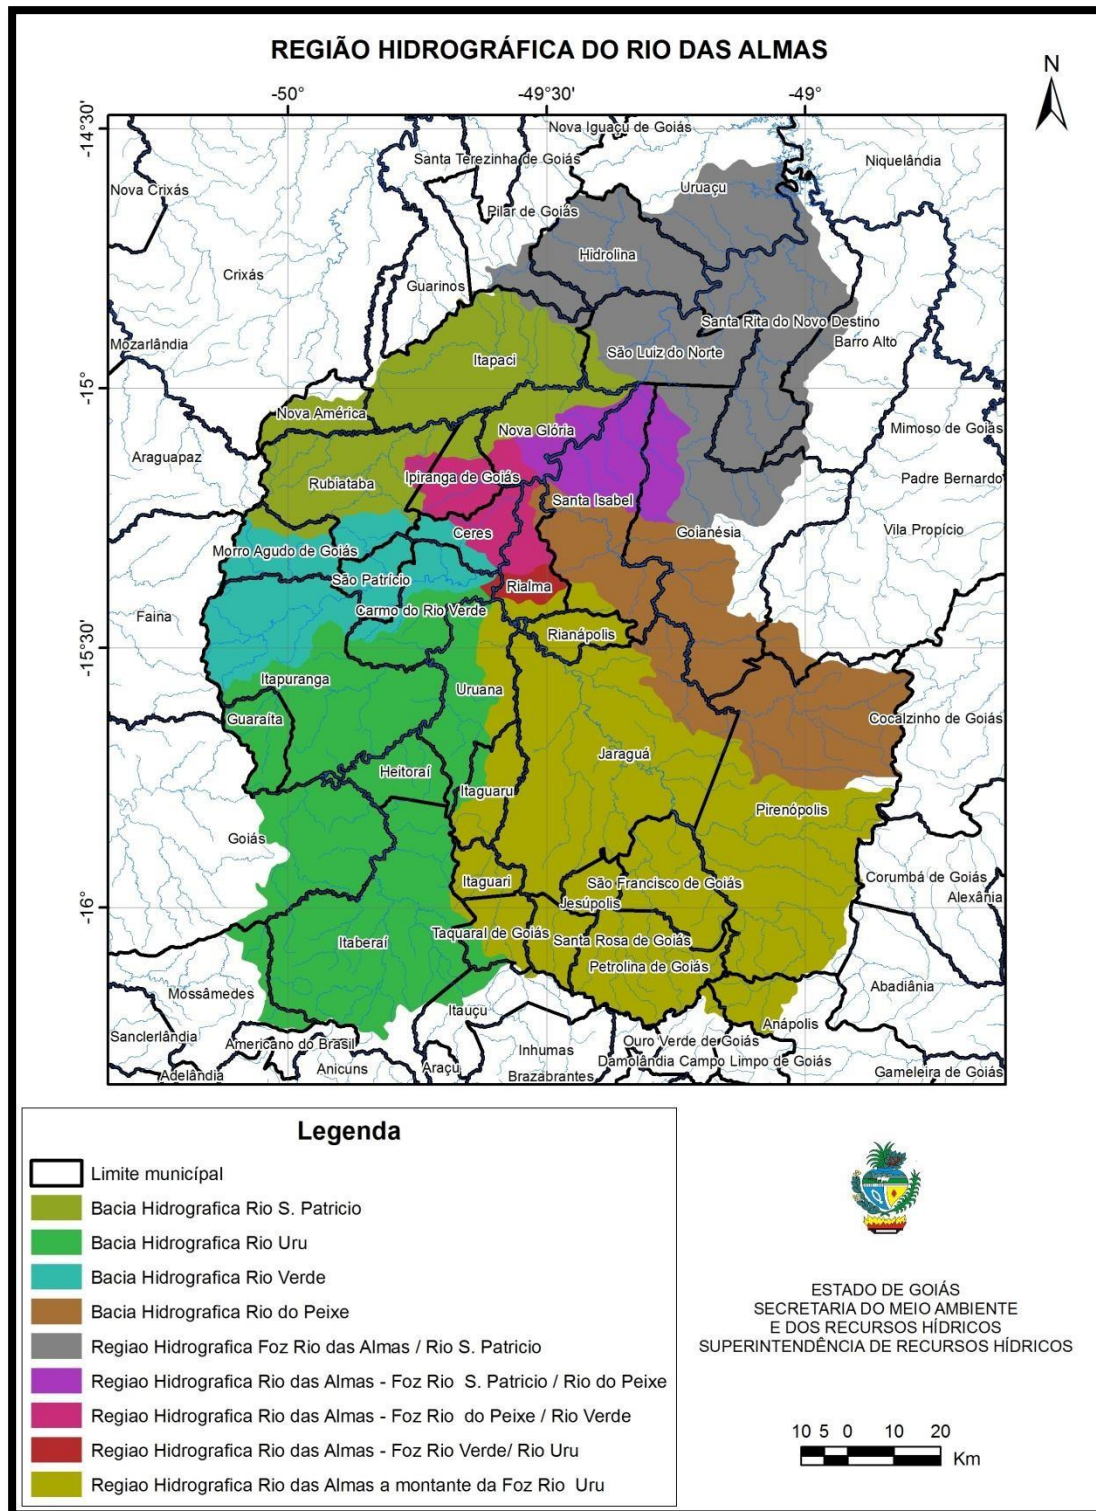 REGIÃO HIDROGRÁFICA DO RIO DAS ALMAS
N
-50°
-49°30'
-49°
-14°30'
Nova Iguaçu de Goiás
Santa Terezinha de Goiás
Niquelândia
Nova Crixás
Uruaçu
Pilar de Goiás
Hidrolina
Crixás
Guarinos
Santa Rita do Novo Destino
Mozarlândia
Barro Alto
São Luiz do Norte
Itapaci
-15°
Nova América
Nova Glória
Mimoso de Goiás
Araguapaz
Ipiranga de Goiás
Padre Bernardo
Rubiataba
Santa Isabel
Ceres
Goianésia
Vila Propício
Morro Agudo de Goiás
São Patrício
Rialma
Carmo do Rio Verde
Faina
Rianápolis
-15°30'
Itapuranga
Uruana
Guaraíta
Cocalzinho de Goiás
Jaraguá
Heitoraí
Itaguaru
Pirenópolis
Goiás
Corumbá de Goiás
Itaguari
São Francisco de Goiás
Alexânia
Jesúpolis
-16°
Taquaral de Goiás
Itaberaí
Santa Rosa de Goiás
Petrolina de Goiás
Abadiânia
Mossâmedes
Itauçu
Anápolis
Sanclerlândia
Americano do Brasil
Ouro Verde de Goiás
Inhumas
Damolândia
Campo Limpo de Goiás
Adelândia
Anicuns
Araçu
Brazabrantes
Gameleira de Goiás
Legenda
Limite municípal
Bacia Hidrografica Rio S. Patricio
Bacia Hidrografica Rio Uru
Bacia Hidrografica Rio Verde
Bacia Hidrografica Rio do Peixe
Regiao Hidrografica Foz Rio das Almas / Rio S. Patricio
Regiao Hidrografica Rio das Almas - Foz Rio S. Patricio / Rio do Peixe
Regiao Hidrografica Rio das Almas - Foz Rio do Peixe / Rio Verde
Regiao Hidrografica Rio das Almas - Foz Rio Verde/ Rio Uru
Regiao Hidrografica Rio das Almas a montante da Foz Rio Uru
ESTADO DE GOIÁS
SECRETARIA DO MEIO AMBIENTE
E DOS RECURSOS HÍDRICOS
SUPERINTENDÊNCIA DE RECURSOS HÍDRICOS
10 5 0 10 20
Km